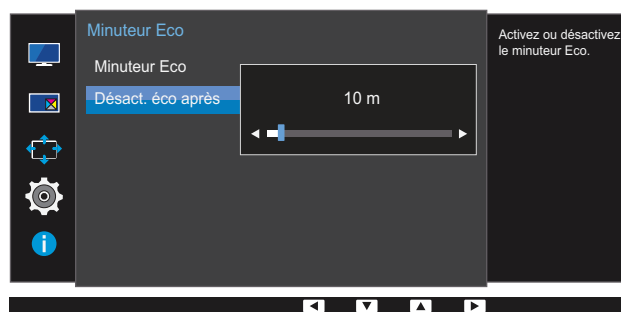 Minuteur Eco
Minuteur Eco
Désact. éco après
10 m
Activez ou désactivez
le minuteur Eco.